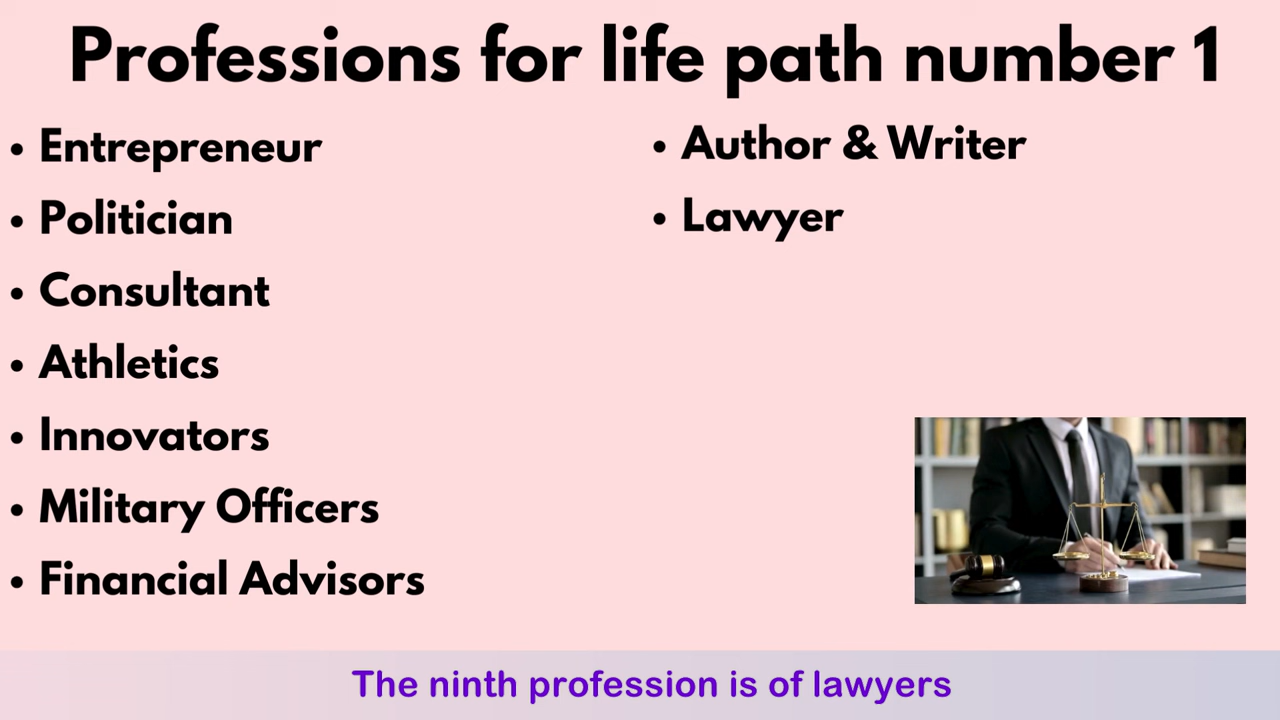 Professions for life path number 1
• Entrepreneur
• Politician
• Consultant
• Athletics
• Innovators
• Military Officers
• Financial Advisors
• Author & Writer
• Lawyer
The ninth profession is of lawyers